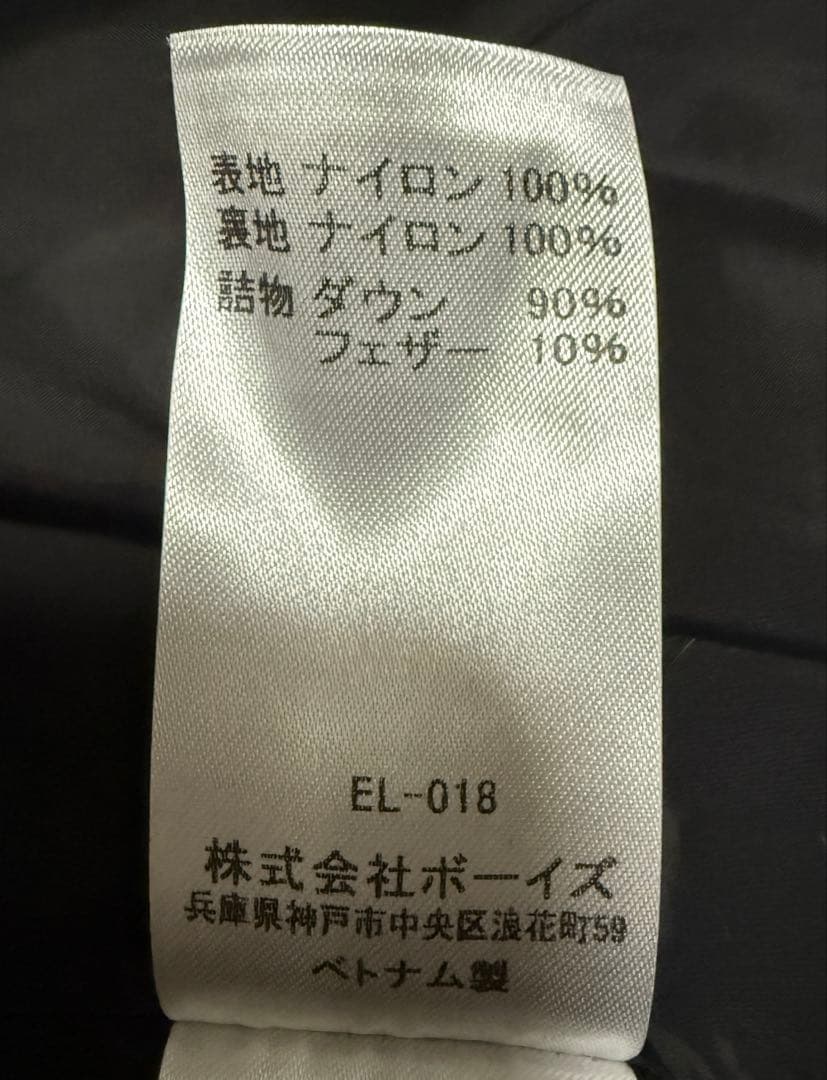 表地 ナイロン 100%
裏地 ナイロン 100%
詰物 ダウン 90%
フェザー 10%
EL-018
株式会社ボーイズ
兵庫県神戸市中央区浪花町59
ベトナム製